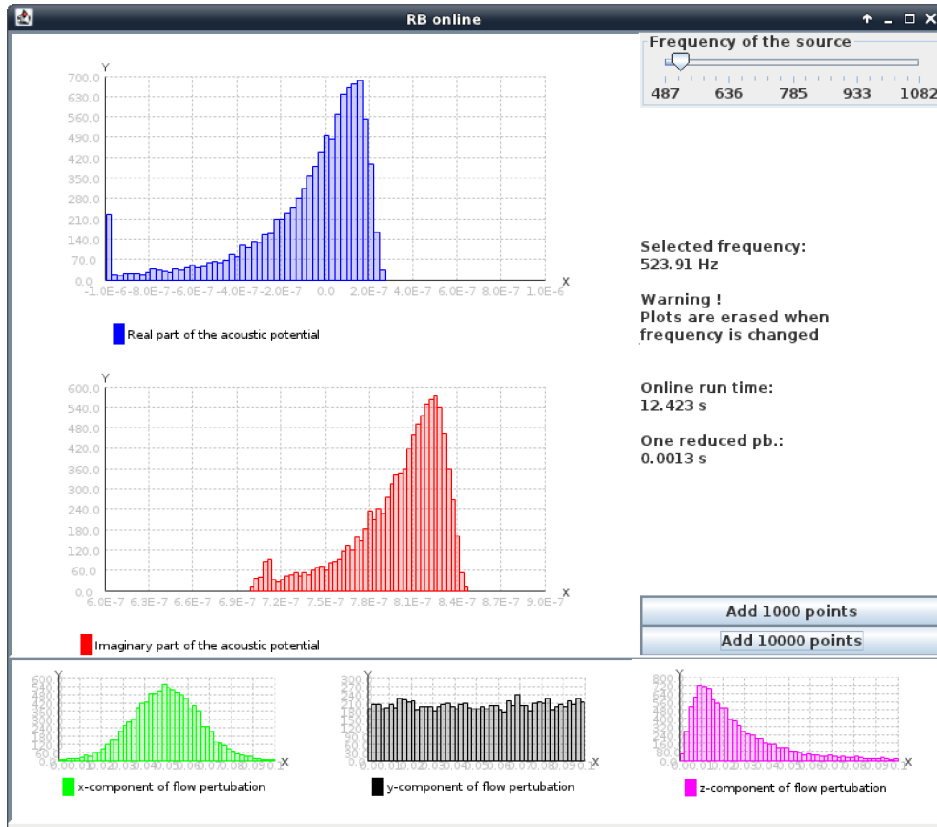 RB online
Y
700.0
630.0
560.0
490.0
420.0
350.0
280.0
210.0
140.0
70.0
0.0
-1.0E-6 -8.0E-7 -6.0E-7 -4.0E-7 -2.0E-7 0.0 2.0E-7 4.0E-7 6.0E-7 8.0E-7 1.0E-6
X
Real part of the acoustic potential
Y
600.0
540.0
480.0
420.0
360.0
300.0
240.0
180.0
120.0
60.0
0.0
6.0E-7 6.3E-7 6.6E-7 6.9E-7 7.2E-7 7.5E-7 7.8E-7 8.1E-7 8.4E-7 8.7E-7 9.0E-7
X
Imaginary part of the acoustic potential
Frequency of the source
487 636 785 933 1082
Selected frequency:
523.91 Hz
Warning !
Plots are erased when
frequency is changed
Online run time:
12.423 s
One reduced pb.:
0.0013 s
Add 1000 points
Add 10000 points
X
x-component of flow pertubation
X
y-component of flow pertubation
X
z-component of flow pertubation